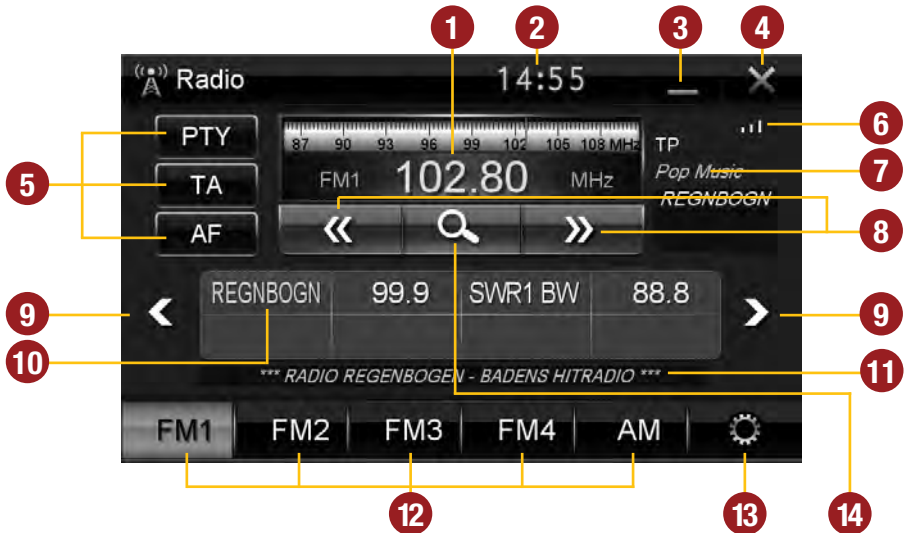 1 2 3 4
Radio 14:55
6
PTY 87 90 93 96 99 102 105 108 MHz TP
5 TA FM1 102.80 MHz Pop Music 7
REGNBOGN
AF 8
9 REGNBOGN 99.9 SWR1 BW 88.8 9
10
*** RADIO REGENBOGEN - BADENS HITRADIO *** 11
FM1 FM2 FM3 FM4 AM
12 13 14